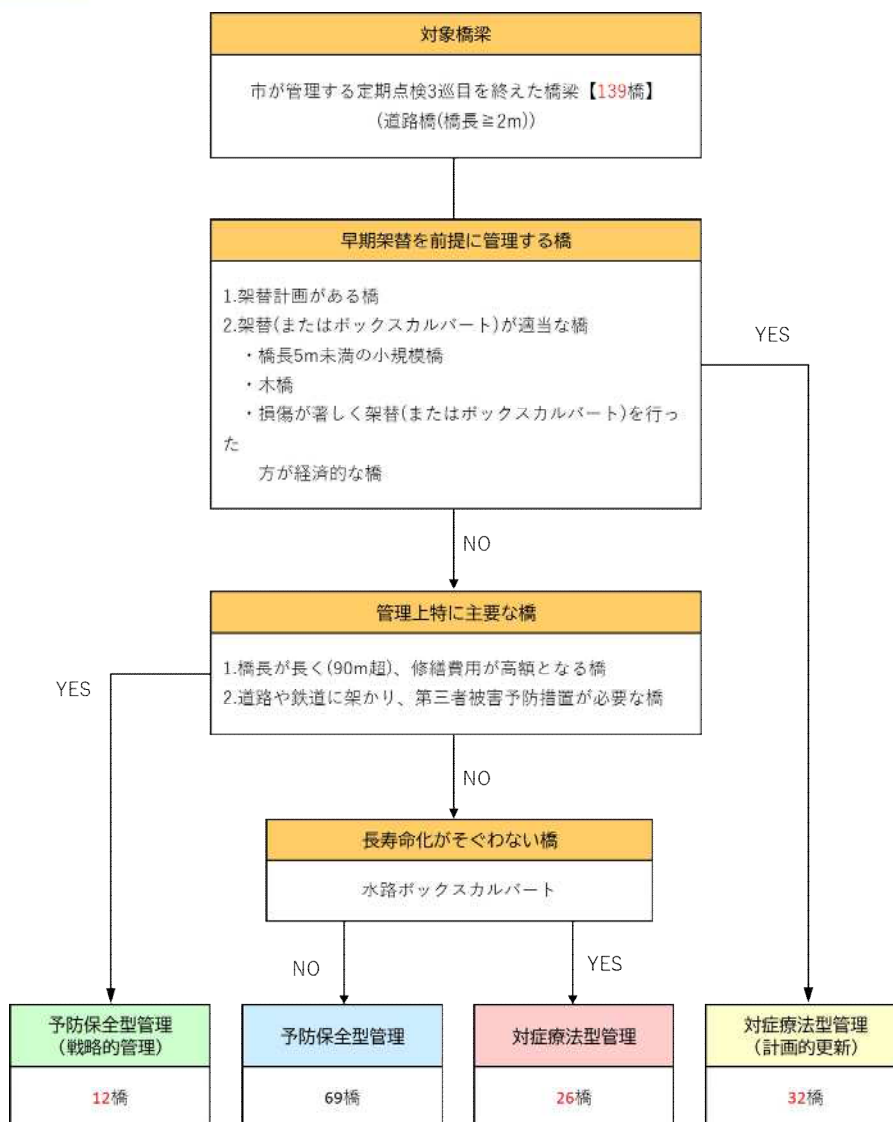 対象橋梁
市が管理する定期点検3巡目を終えた橋梁【139橋】
(道路橋(橋長≧2m))
早期架替を前提に管理する橋
1.架替計画がある橋
2.架替(またはボックスカルバート)が適当な橋
・橋長5m未満の小規模橋
・木橋
・損傷が著しく架替(またはボックスカルバート)を行っ
た
方が経済的な橋
YES
NO
管理上特に主要な橋
1.橋長が長く(90m超)、修繕費用が高額となる橋
2.道路や鉄道に架かり、第三者被害予防措置が必要な橋
YES
NO
長寿命化がそぐわない橋
水路ボックスカルバート
NO
YES
予防保全型管理
(戦略的管理)
12橋
予防保全型管理
69橋
対症療法型管理
26橋
対症療法型管理
(計画的更新)
32橋